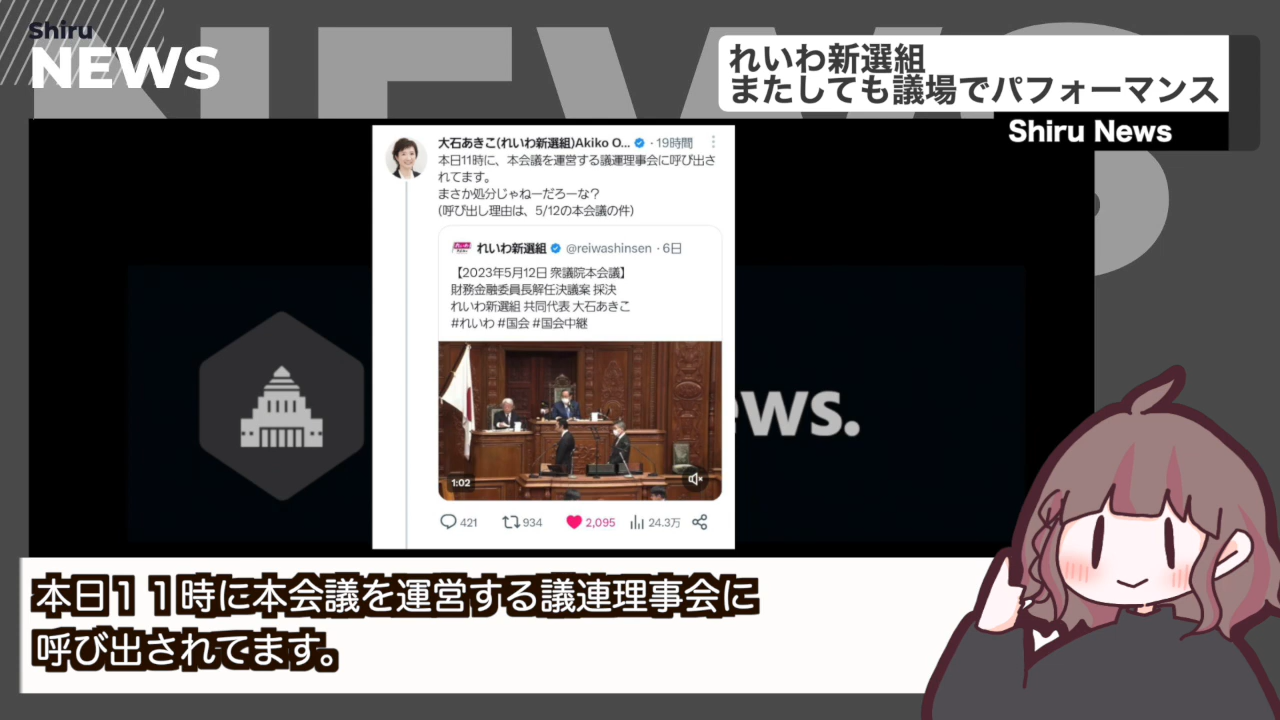 Shiru
NEWS
NEWS
れいわ新選組
またしても議場でパフォーマンス
Shiru News
大石あきこ(れいわ新選組)Akiko O... ・19時間
本日11時に、本会議を運営する議運理事会に呼び出さ
れてます。
まさか処分じゃねーだろーな?
(呼び出し理由は、5/12の本会議の件)
れいわ新選組 @reiwashinsen・6日
【2023年5月12日 衆議院本会議】
財務金融委員長解任決議案 採決
れいわ新選組 共同代表 大石あきこ
#れいわ #国会 #国会中継
1:02
421 934 2,095 24.3万
ews.
本日11時に本会議を運営する議連理事会に
呼び出されてます。